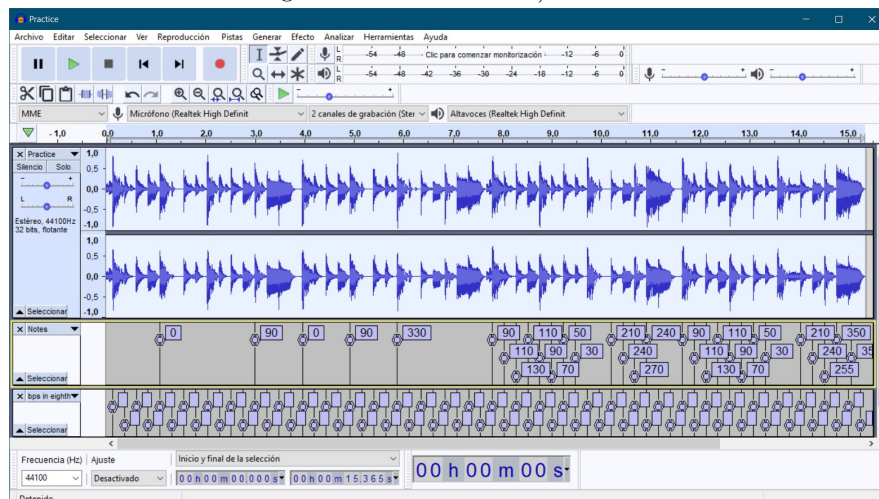 Practice
Archivo Editar Seleccionar Ver Reproducción Pistas Generar Efecto Analizar Herramientas Ayuda
L R -54 -48 Clic para comenzar monitorización -12 -6 0
L R -54 -48 -42 -36 -30 -24 -18 -12 -6 0
MME Micrófono (Realtek High Definit 2 canales de grabación (Ster Altavoces (Realtek High Definit
- 1,0 0,0 1,0 2,0 3,0 4,0 5,0 6,0 7,0 8,0 9,0 10,0 11,0 12,0 13,0 14,0 15,0
Practice
Silencio Solo
- +
L R
Estéreo, 44100Hz
32 bits, flotante
Seleccionar
1,0
0,5
0,0
-0,5
-1,0
1,0
0,5
0,0
-0,5
-1,0
Notes
0 90 0 90 330 90 110 50 210 240 90 110 50 210 350
110 90 30 240 110 90 30 240 35
130 70 270 130 70 255
Seleccionar
bps in eighth
Seleccionar
Frecuencia (Hz) Ajuste Inicio y final de la selección
44100 Desactivado 00 h 00 m 00.000 s 00 h 00 m 15.365 s 00 h 00 m 00 s
Detenido